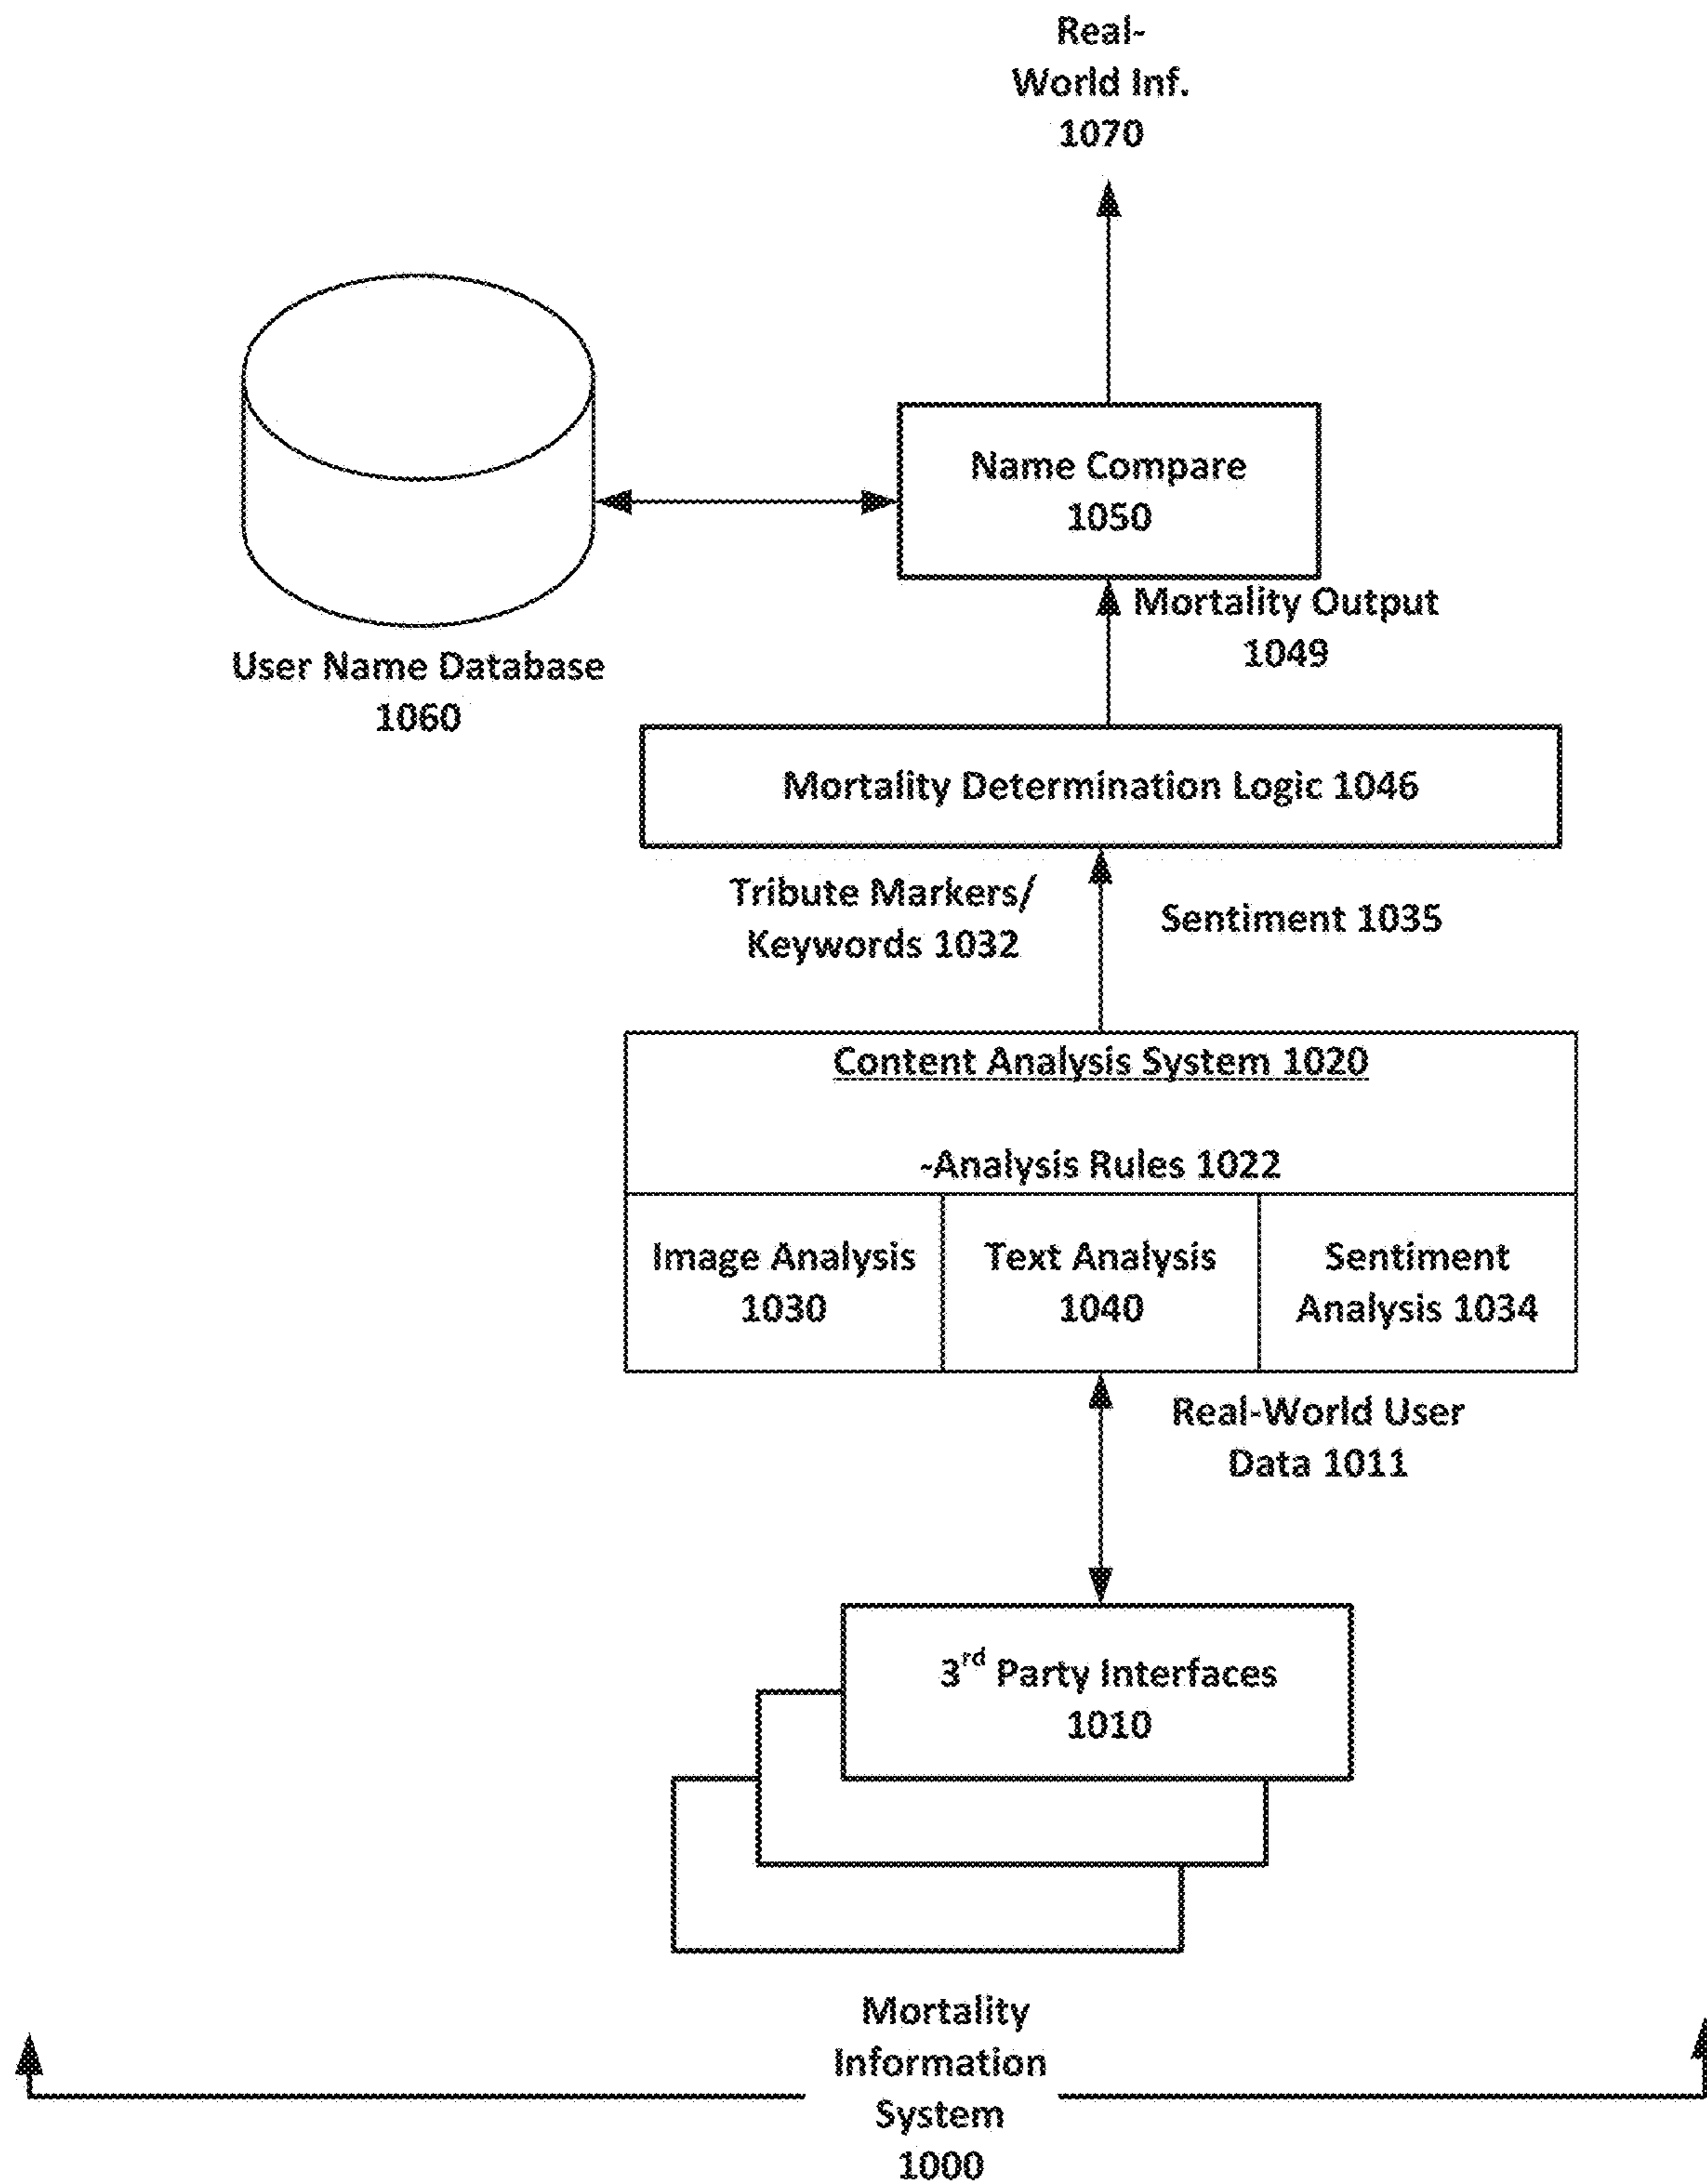 Real-
World Inf.
1070
Name Compare
1050
Mortality Output
1049
User Name Database
1060
Mortality Determination Logic 1046
Tribute Markers/
Keywords 1032
Sentiment 1035
Content Analysis System 1020
-Analysis Rules 1022
Image Analysis
1030
Text Analysis
1040
Sentiment
Analysis 1034
Real-World User
Data 1011
3rd Party Interfaces
1010
Mortality
Information
System
1000